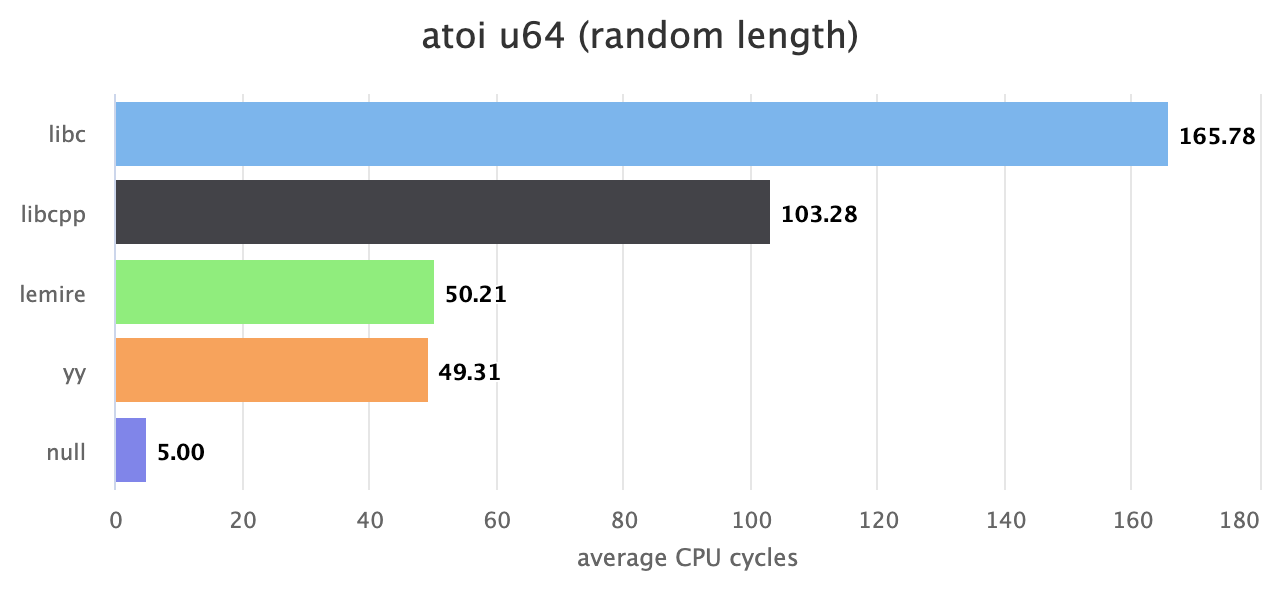 atoi u64 (random length)
libc 165.78
libcpp 103.28
lemire 50.21
yy 49.31
null 5.00
0 20 40 60 80 100 120 140 160 180
average CPU cycles